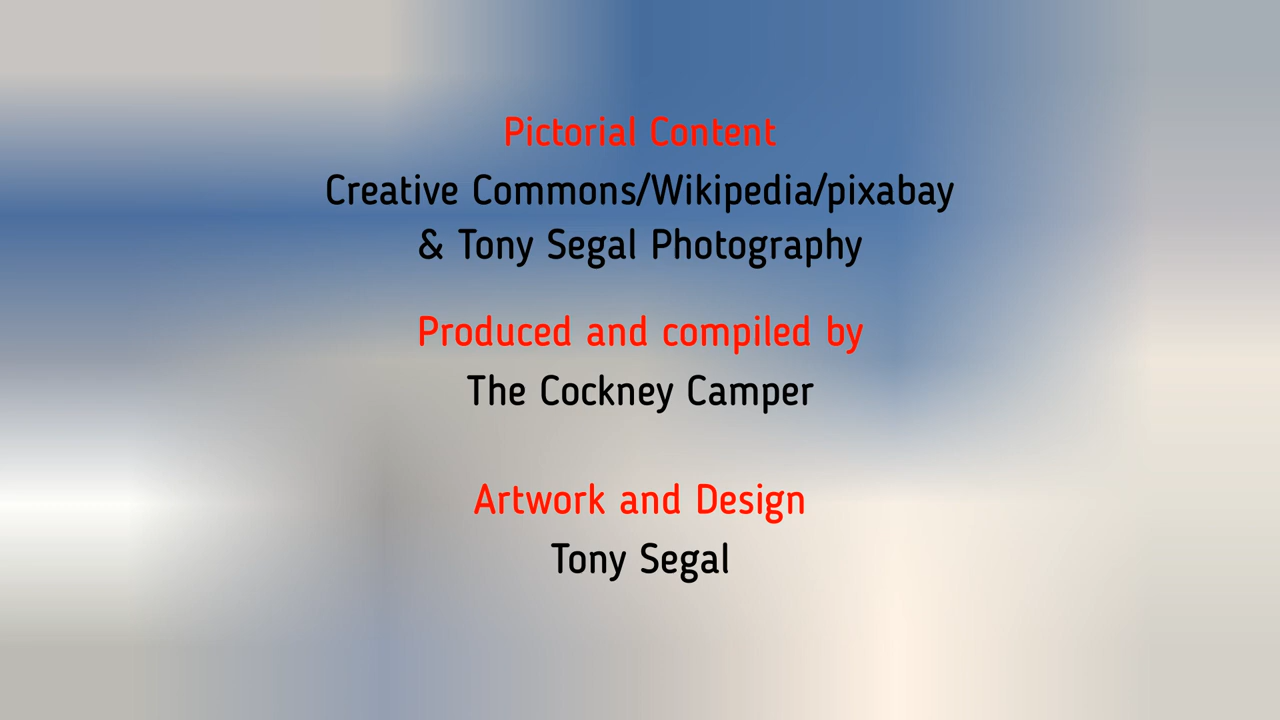 Pictorial Content
Creative Commons/Wikipedia/pixabay
& Tony Segal Photography
Produced and compiled by
The Cockney Camper
Artwork and Design
Tony Segal